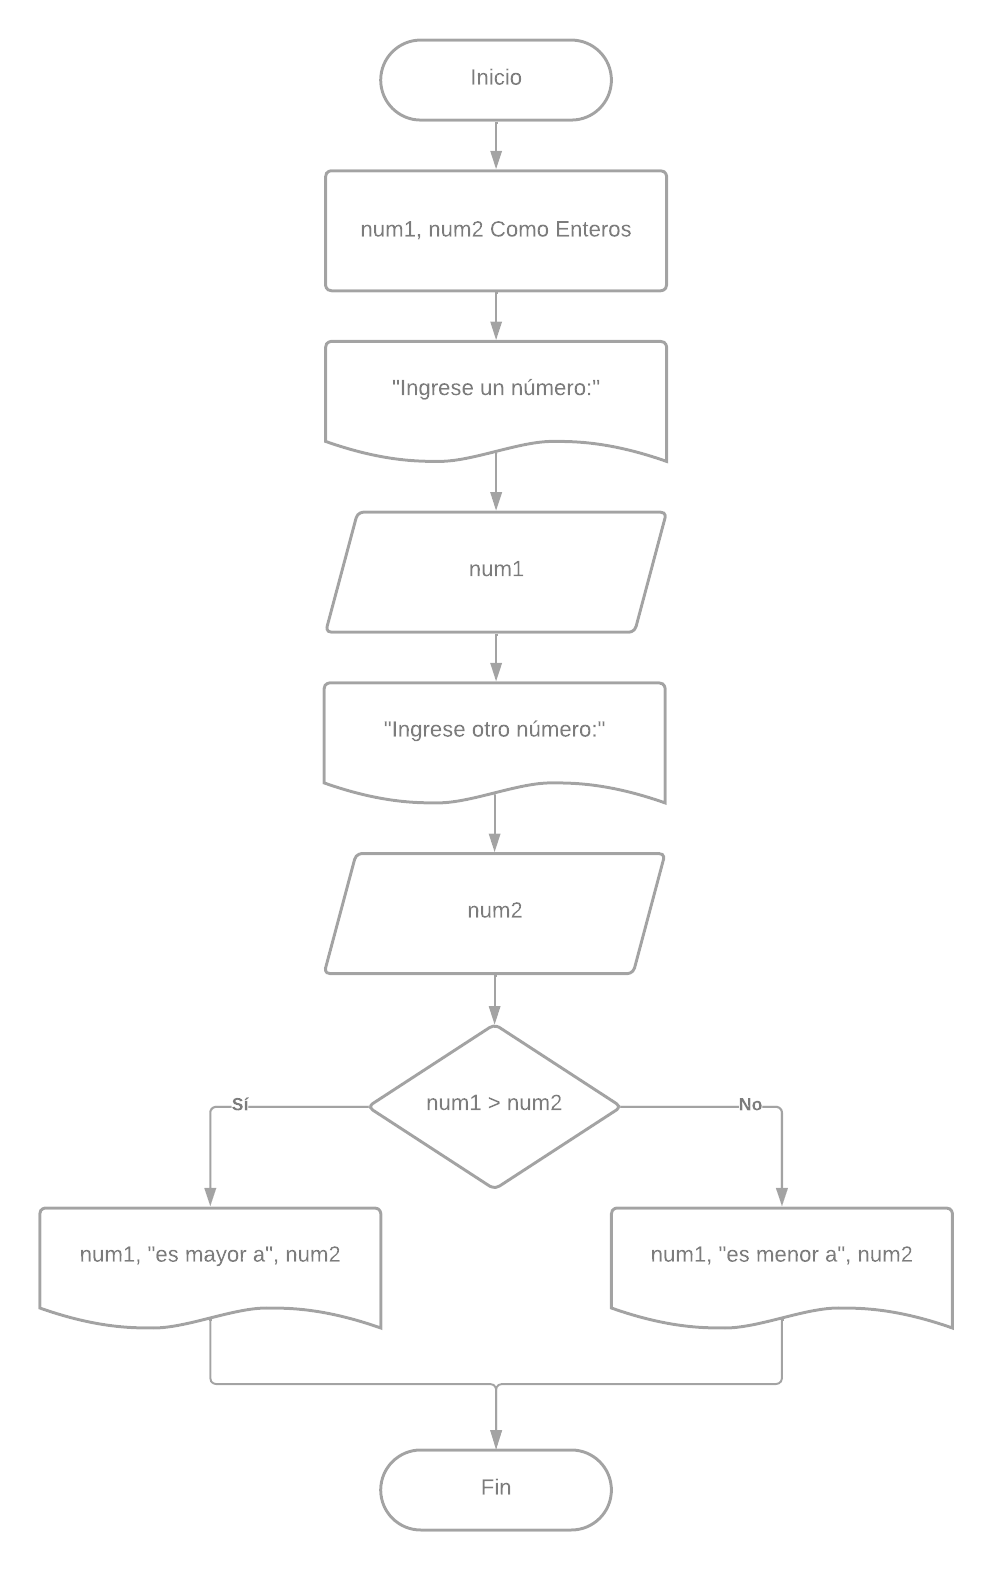 Inicio
num1, num2 Como Enteros
"Ingrese un número:"
num1
"Ingrese otro número:"
num2
num1 > num2
Sí
No
num1, "es mayor a", num2
num1, "es menor a", num2
Fin